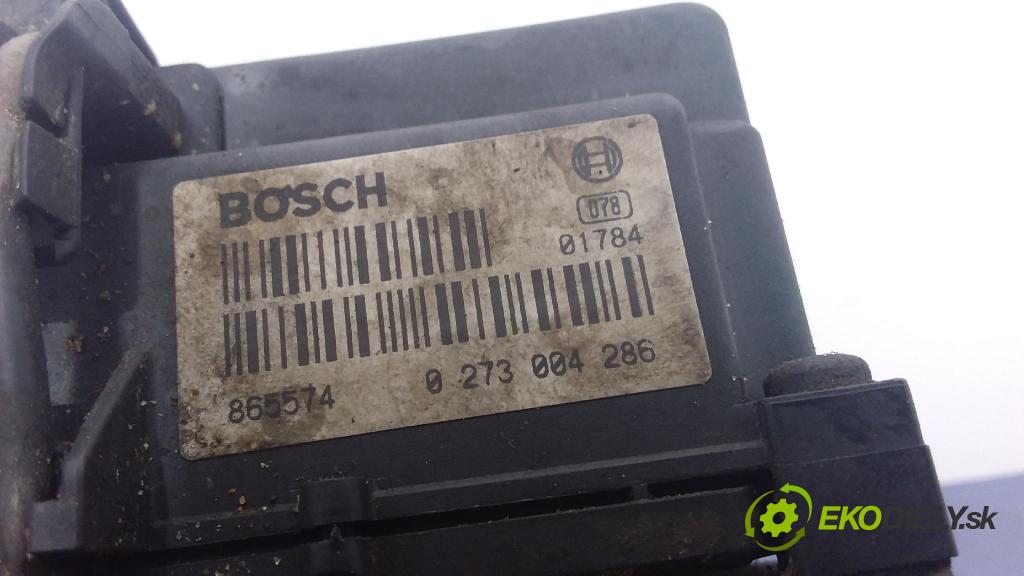 BOSCH
078
01784
865574 0 273 004 286
EKODIELY.sk